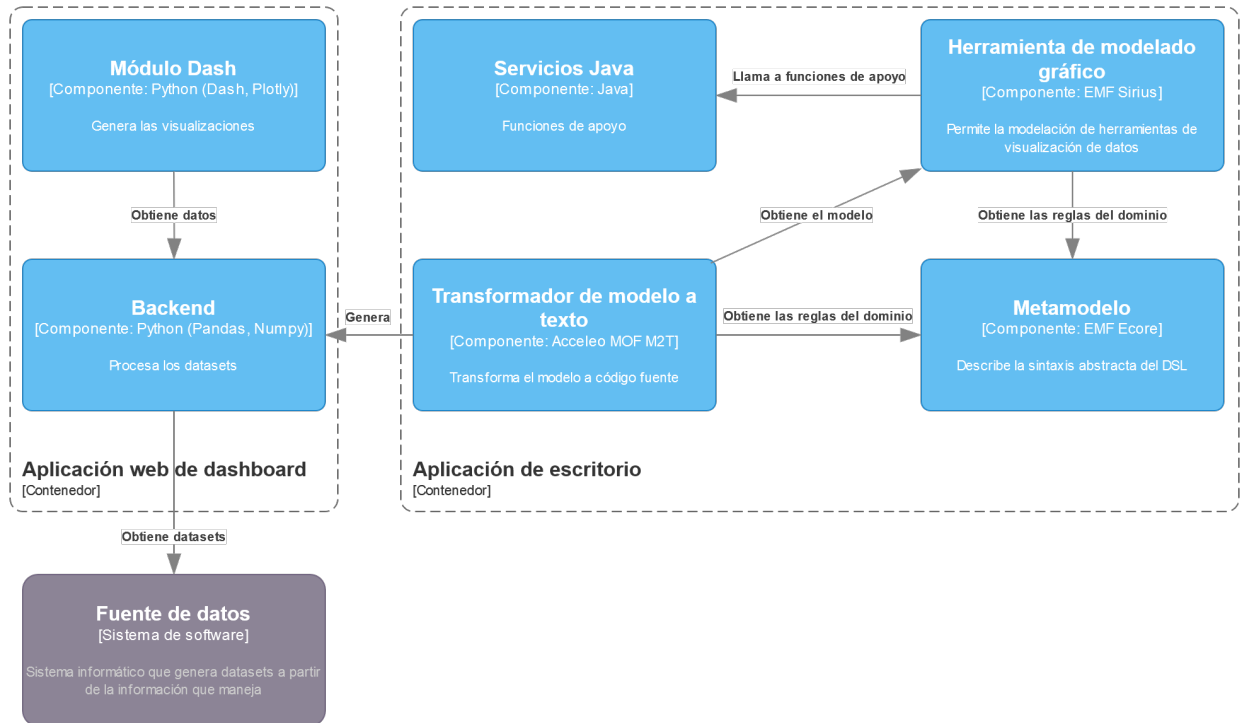 Módulo Dash
[Componente: Python (Dash, Plotly)]
Genera las visualizaciones
Servicios Java
[Componente: Java]
Funciones de apoyo
Llama a funciones de apoyo
Herramienta de modelado
gráfico
[Componente: EMF Sirius]
Permite la modelación de herramientas de
visualización de datos
Obtiene datos
Obtiene el modelo
Obtiene las reglas del dominio
Backend
[Componente: Python (Pandas, Numpy)]
Procesa los datasets
Genera
Transformador de modelo a
texto
[Componente: Acceleo MOF M2T]
Transforma el modelo a código fuente
Obtiene las reglas del dominio
Metamodelo
[Componente: EMF Ecore]
Describe la sintaxis abstracta del DSL
Aplicación web de dashboard
[Contenedor]
Aplicación de escritorio
[Contenedor]
Obtiene datasets
Fuente de datos
[Sistema de software]
Sistema informático que genera datasets a partir
de la información que maneja